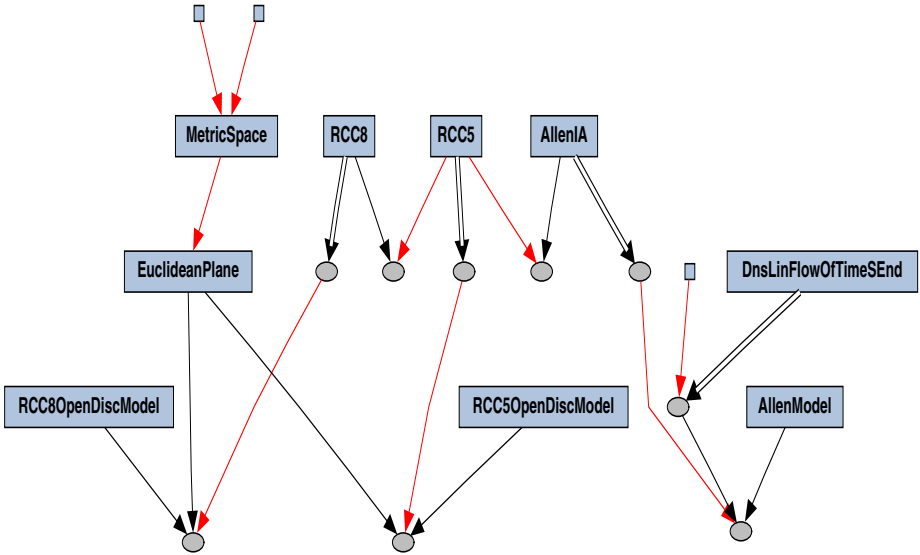 MetricSpace
RCC8
RCC5
AllenIA
EuclideanPlane
DnsLinFlowOfTimeSEnd
RCC8OpenDiscModel
RCC5OpenDiscModel
AllenModel